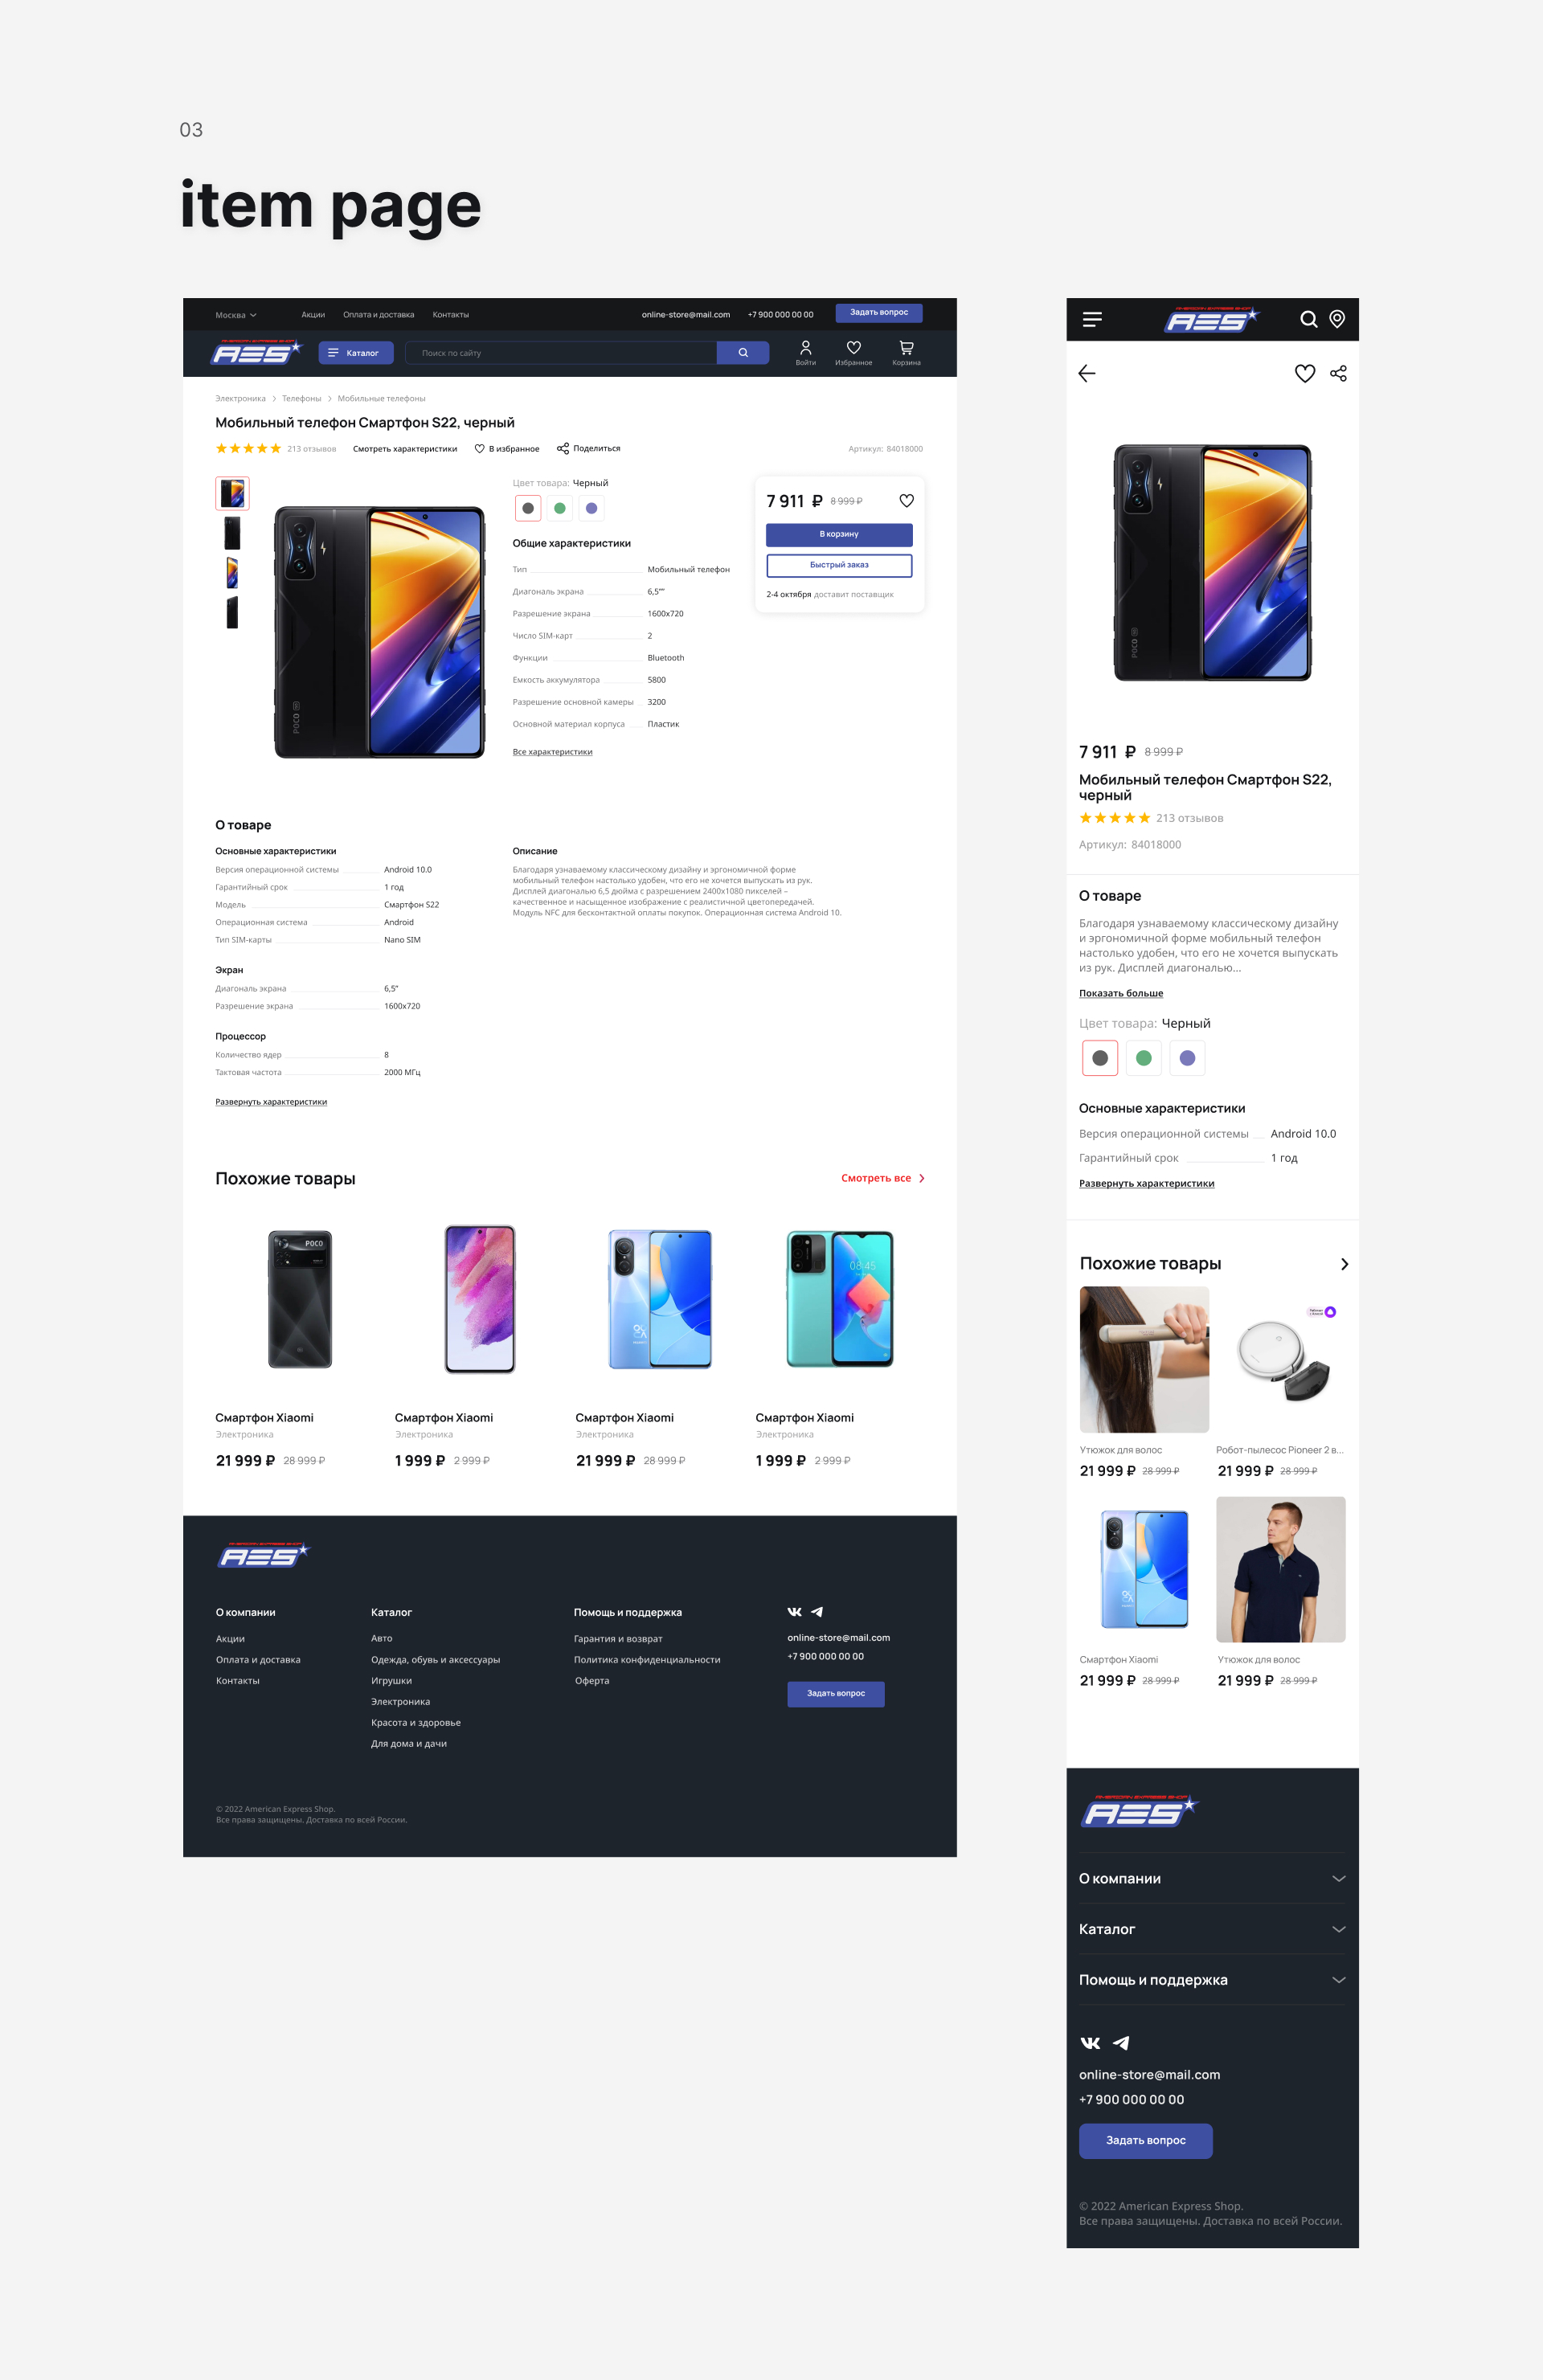 03
item page
Москва
Акции
Оплата и доставка
Контакты
online-store@mail.com
+7 900 000 00 00
Задать вопрос
AMERICAN EXPRESS SHOP
AES
Каталог
Поиск по сайту
Войти
Избранное
Корзина
Электроника > Телефоны > Мобильные телефоны
Мобильный телефон Смартфон S22, черный
213 отзывов
Смотреть характеристики
В избранное
Поделиться
Артикул: 84018000
POCO
Цвет товара: Черный
Общие характеристики
Тип Мобильный телефон
Диагональ экрана 6,5""
Разрешение экрана 1600x720
Число SIM-карт 2
Функции Bluetooth
Емкость аккумулятора 5800
Разрешение основной камеры 3200
Основной материал корпуса Пластик
Все характеристики
7 911 ₽ 8 999 ₽
В корзину
Быстрый заказ
2-4 октября доставит поставщик
О товаре
Основные характеристики
Версия операционной системы Android 10.0
Гарантийный срок 1 год
Модель Смартфон S22
Операционная система Android
Тип SIM-карты Nano SIM
Экран
Диагональ экрана 6,5"
Разрешение экрана 1600x720
Процессор
Количество ядер 8
Тактовая частота 2000 МГц
Развернуть характеристики
Описание
Благодаря узнаваемому классическому дизайну и эргономичной форме
мобильный телефон настолько удобен, что его не хочется выпускать из рук.
Дисплей диагональю 6,5 дюйма с разрешением 2400x1080 пикселей –
качественное и насыщенное изображение с реалистичной цветопередачей.
Модуль NFC для бесконтактной оплаты покупок. Операционная система Android 10.
Похожие товары
Смотреть все
POCO
08:45
Смартфон Xiaomi
Электроника
21 999 ₽ 28 999 ₽
Смартфон Xiaomi
Электроника
1 999 ₽ 2 999 ₽
Смартфон Xiaomi
Электроника
21 999 ₽ 28 999 ₽
Смартфон Xiaomi
Электроника
1 999 ₽ 2 999 ₽
AMERICAN EXPRESS SHOP
AES
О компании
Акции
Оплата и доставка
Контакты
Каталог
Авто
Одежда, обувь и аксессуары
Игрушки
Электроника
Красота и здоровье
Для дома и дачи
Помощь и поддержка
Гарантия и возврат
Политика конфиденциальности
Оферта
online-store@mail.com
+7 900 000 00 00
Задать вопрос
© 2022 American Express Shop.
Все права защищены. Доставка по всей России.
AMERICAN EXPRESS SHOP
AES
POCO
7 911 ₽ 8 999 ₽
Мобильный телефон Смартфон S22,
черный
213 отзывов
Артикул: 84018000
О товаре
Благодаря узнаваемому классическому дизайну
и эргономичной форме мобильный телефон
настолько удобен, что его не хочется выпускать
из рук. Дисплей диагональю...
Показать больше
Цвет товара: Черный
Основные характеристики
Версия операционной системы Android 10.0
Гарантийный срок 1 год
Развернуть характеристики
Похожие товары
Утюжок для волос
21 999 ₽ 28 999 ₽
Робот-пылесос Pioneer 2 в...
21 999 ₽ 28 999 ₽
Смартфон Xiaomi
21 999 ₽ 28 999 ₽
Утюжок для волос
21 999 ₽ 28 999 ₽
AMERICAN EXPRESS SHOP
AES
О компании
Каталог
Помощь и поддержка
online-store@mail.com
+7 900 000 00 00
Задать вопрос
© 2022 American Express Shop.
Все права защищены. Доставка по всей России.